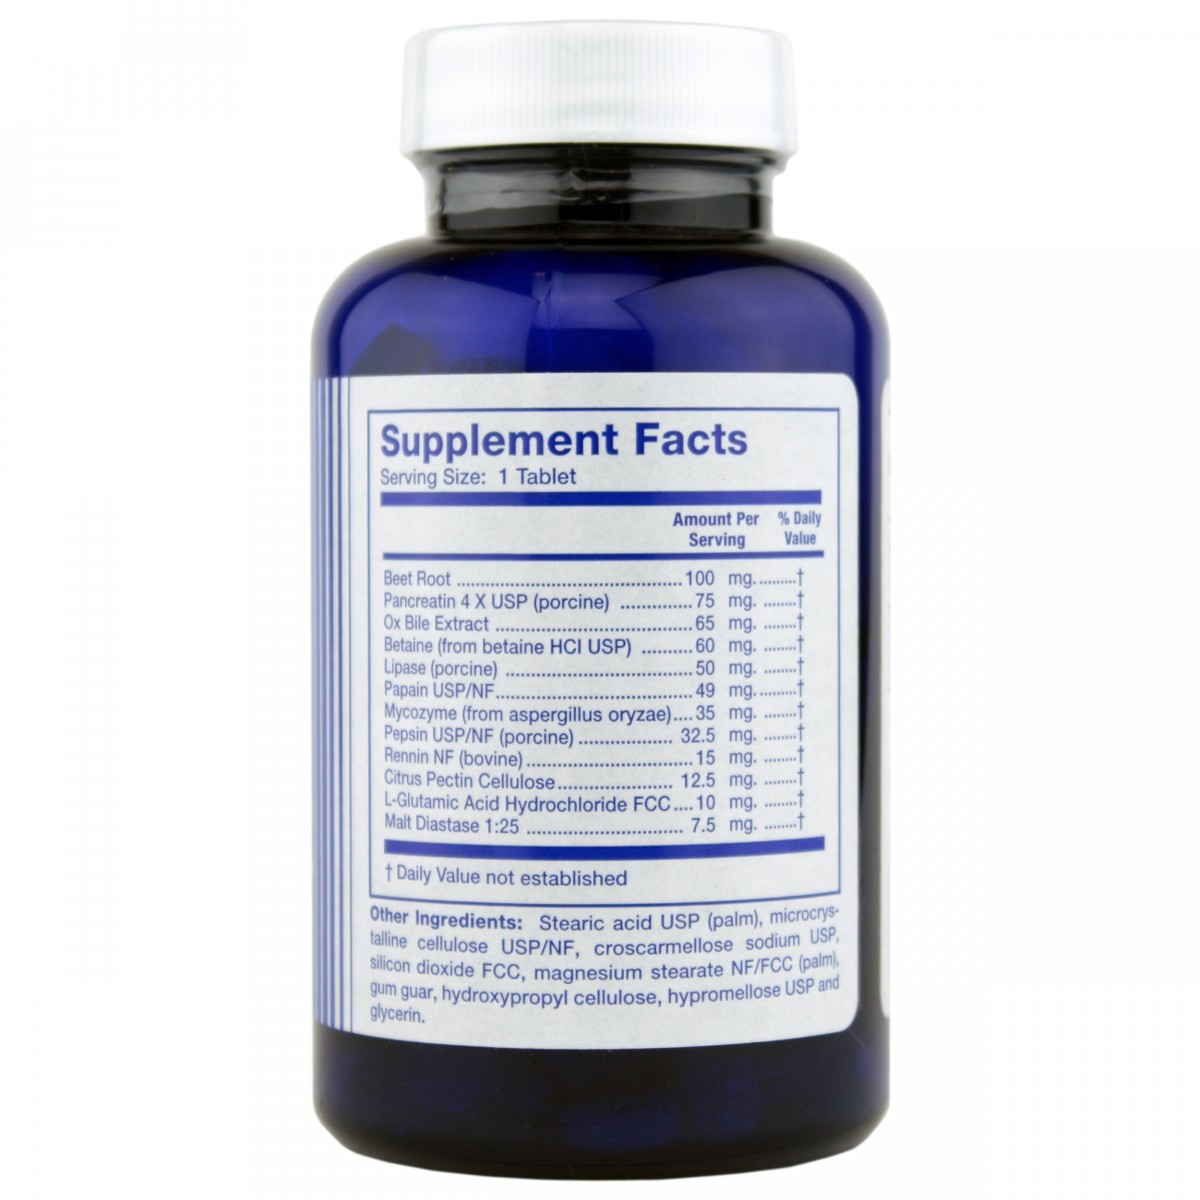 Supplement Facts
Serving Size: 1 Tablet
Amount Per Serving % Daily Value
Beet Root ........................................ 100 mg. .........†
Pancreatin 4 X USP (porcine) ............. 75 mg. ........†
Ox Bile Extract ................................... 65 mg. ........†
Betaine (from betaine HCl USP) .......... 60 mg. ........†
Lipase (porcine) ................................. 50 mg. ........†
Papain USP/NF................................... 49 mg. .........†
Mycozyme (from aspergillus oryzae).... 35 mg. ........†
Pepsin USP/NF (porcine) ................. 32.5 mg. ........†
Rennin NF (bovine) ............................. 15 mg. ........†
Citrus Pectin Cellulose..................... 12.5 mg. ........†
L-Glutamic Acid Hydrochloride FCC.... 10 mg. ........†
Malt Diastase 1:25 ............................ 7.5 mg. ........†
† Daily Value not established
Other Ingredients: Stearic acid USP (palm), microcrys-
talline cellulose USP/NF, croscarmellose sodium USP,
silicon dioxide FCC, magnesium stearate NF/FCC (palm),
gum guar, hydroxypropyl cellulose, hypromellose USP and
glycerin.